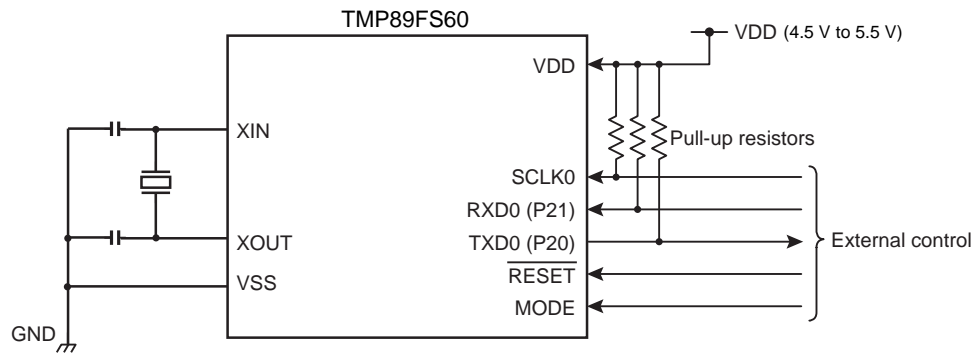 TMP89FS60
VDD (4.5 V to 5.5 V)
VDD
XIN
Pull-up resistors
SCLK0
RXD0 (P21)
XOUT
TXD0 (P20)
External control
RESET
VSS
MODE
GND